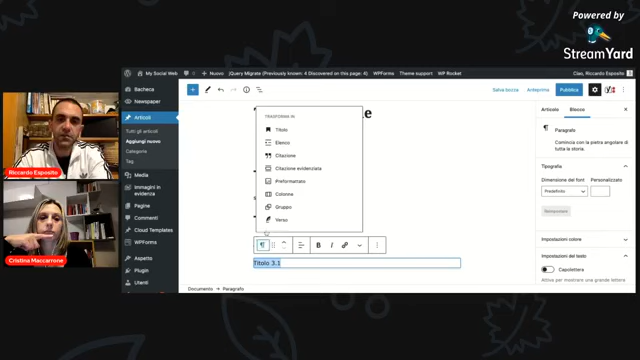 Powered by
StreamYard
My Social Web
Nuovo
jQuery Migrate (Previously known: 4 Discovered on this page: 4)
WPForms
Theme support
WP Rocket
Ciao, Riccardo Esposito
Bacheca
Newspaper
Articoli
Tutti gli articoli
Aggiungi nuovo
Categorie
Tag
Media
Immagini in evidenza
Pagine
Commenti
Cloud Templates
WPForms
Aspetto
Plugin
Utenti
Salva bozza
Anteprima
Pubblica
TRASFORMA IN:
Titolo
Elenco
Citazione
Citazione evidenziata
Preformattato
Colonne
Gruppo
Verso
B I
Titolo 3.1
Articolo Blocco
Paragrafo
Comincia con la pietra angolare di tutta la storia.
Tipografia
Dimensione del font
Personalizzato
Predefinito
Reimpostare
Impostazioni colore
Impostazioni del testo
Capolettera
Attiva per mostrare una grande
Documento → Paragrafo
Riccardo Esposito
Cristina Maccarrone